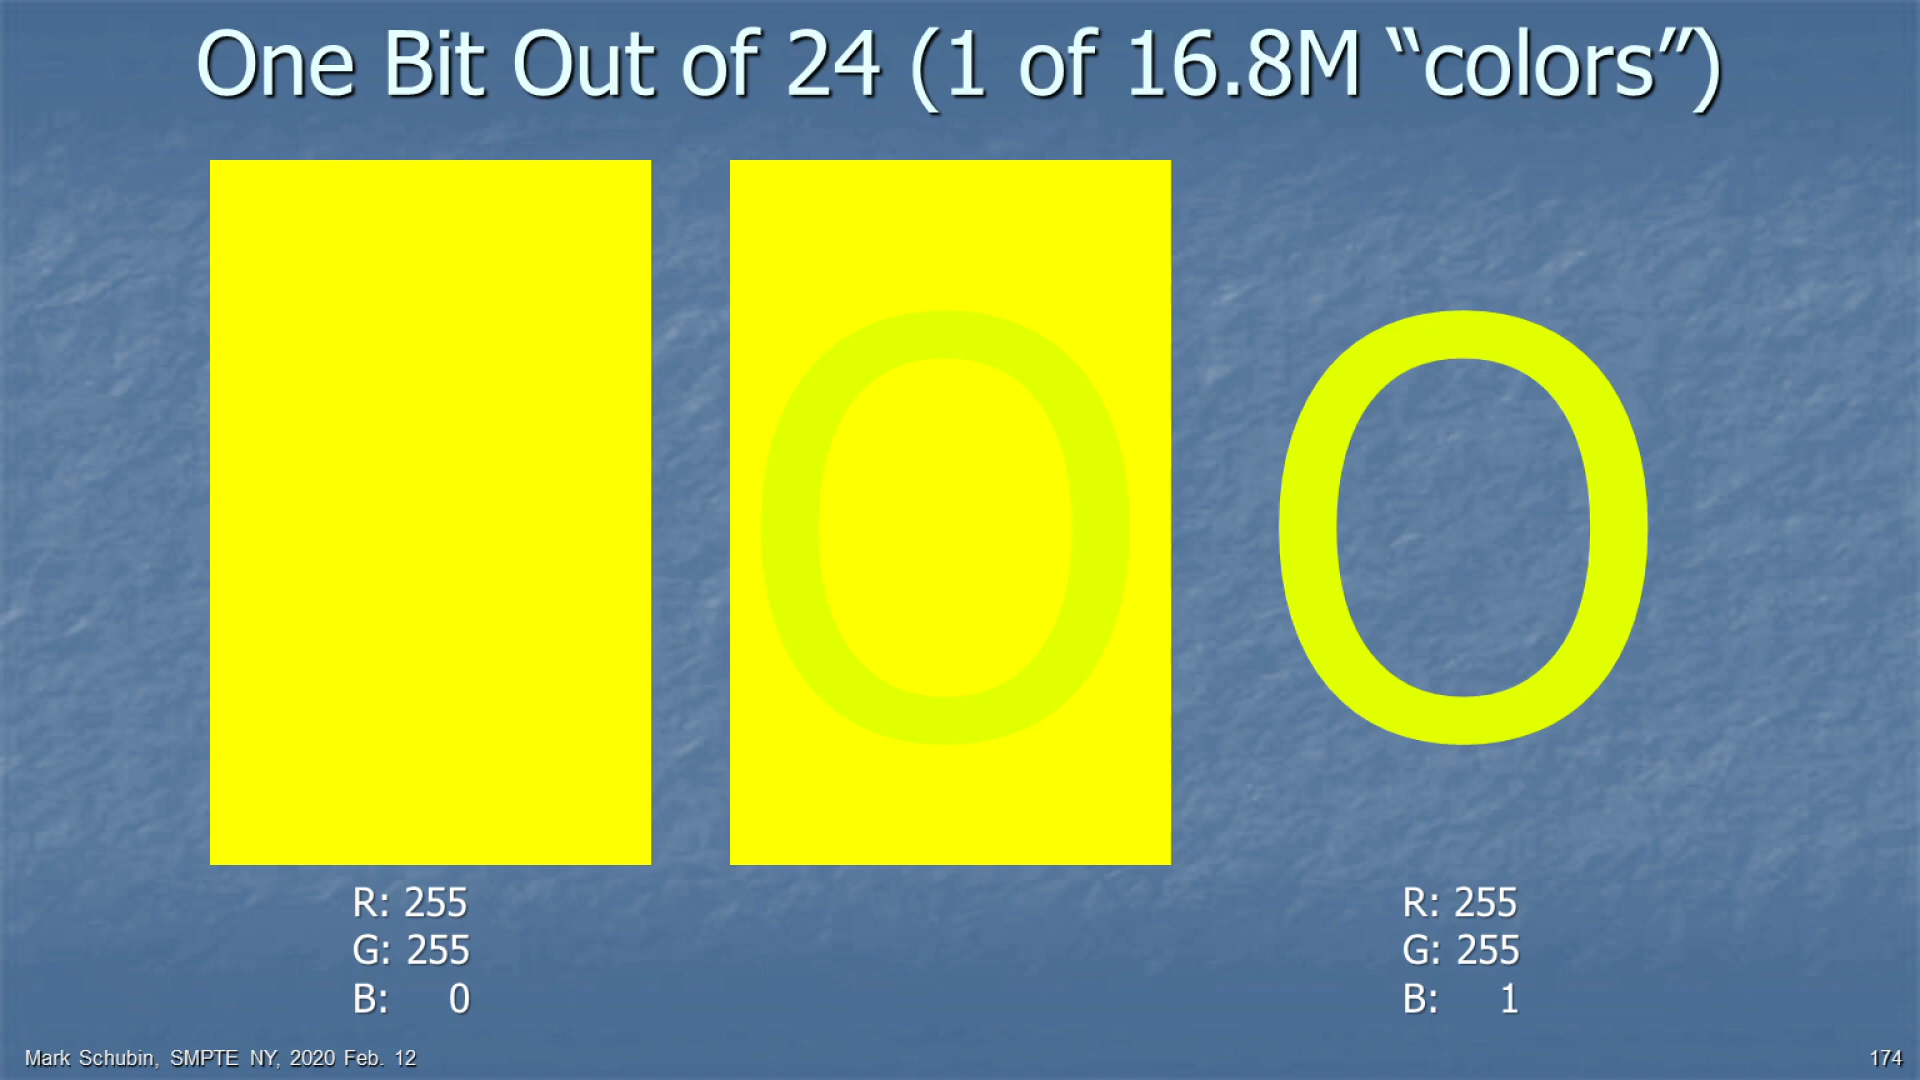 One Bit Out of 24 (1 of 16.8M “colors”)
O
O
R: 255
G: 255
B: 0
R: 255
G: 255
B: 1
Mark Schubin, SMPTE NY, 2020 Feb. 12
174